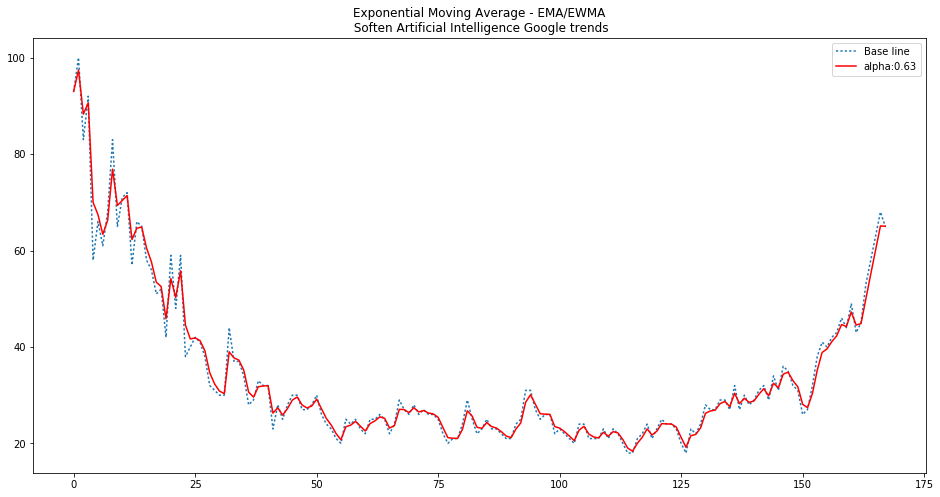 Exponential Moving Average - EMA/EWMA
Soften Artificial Intelligence Google trends
Base line
alpha:0.63
100
80
60
40
20
0 25 50 75 100 125 150 175